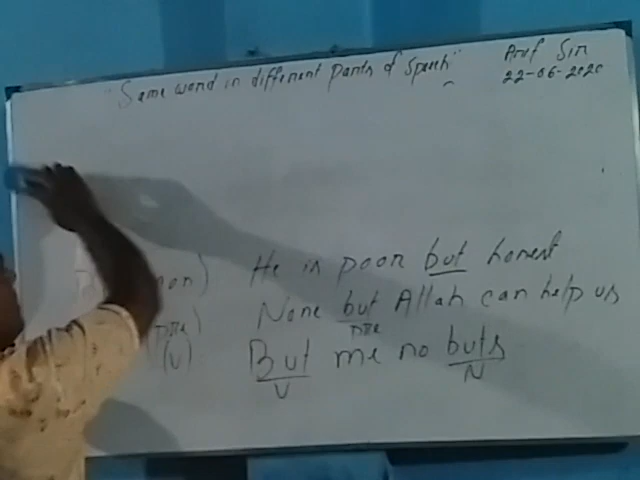 "Same word in different parts of speech"
Prof Sir
22-06-2020
He is poor but honest
None but Allah can help us
pre
(V) But me no buts
V N